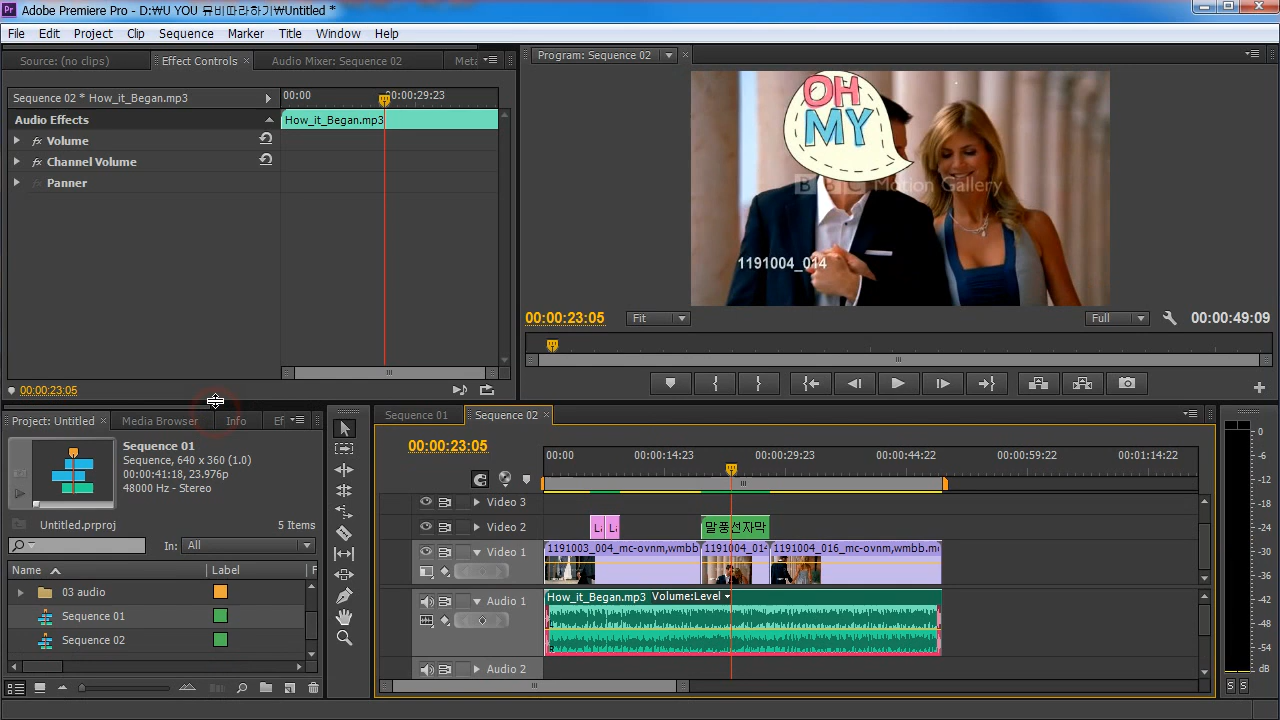 Adobe Premiere Pro - D:\U YOU 뮤비따라하기\Untitled *
File Edit Project Clip Sequence Marker Title Window Help
Source: (no clips) Effect Controls Audio Mixer: Sequence 02 Meta
Sequence 02 * How_it_Began.mp3
00:00 00:00:29:23
Audio Effects
How_it_Began.mp3
fx Volume
fx Channel Volume
fx Panner
00:00:23:05
Program: Sequence 02
OH
MY
BBC Motion Gallery
1191004_014
00:00:23:05 Fit Full 00:00:49:09
Project: Untitled Media Browser Info Ef
Sequence 01
Sequence, 640 x 360 (1.0)
00:00:41:18, 23.976p
48000 Hz - Stereo
Untitled.prproj 5 Items
In: All
Name Label F
03 audio
Sequence 01
Sequence 02
Sequence 01 Sequence 02
00:00:23:05
00:00 00:00:14:23 00:00:29:23 00:00:44:22 00:00:59:22 00:01:14:22
Video 3
Video 2 La La 말풍선자막
Video 1 1191003_004_mc-ovnm,wmbb 1191004_014 1191004_016_mc-ovnm,wmbb.mo
Audio 1 How_it_Began.mp3 Volume:Level
Audio 2
0
-6
-12
-18
-24
-30
-36
-42
-48
-54
dB
S S